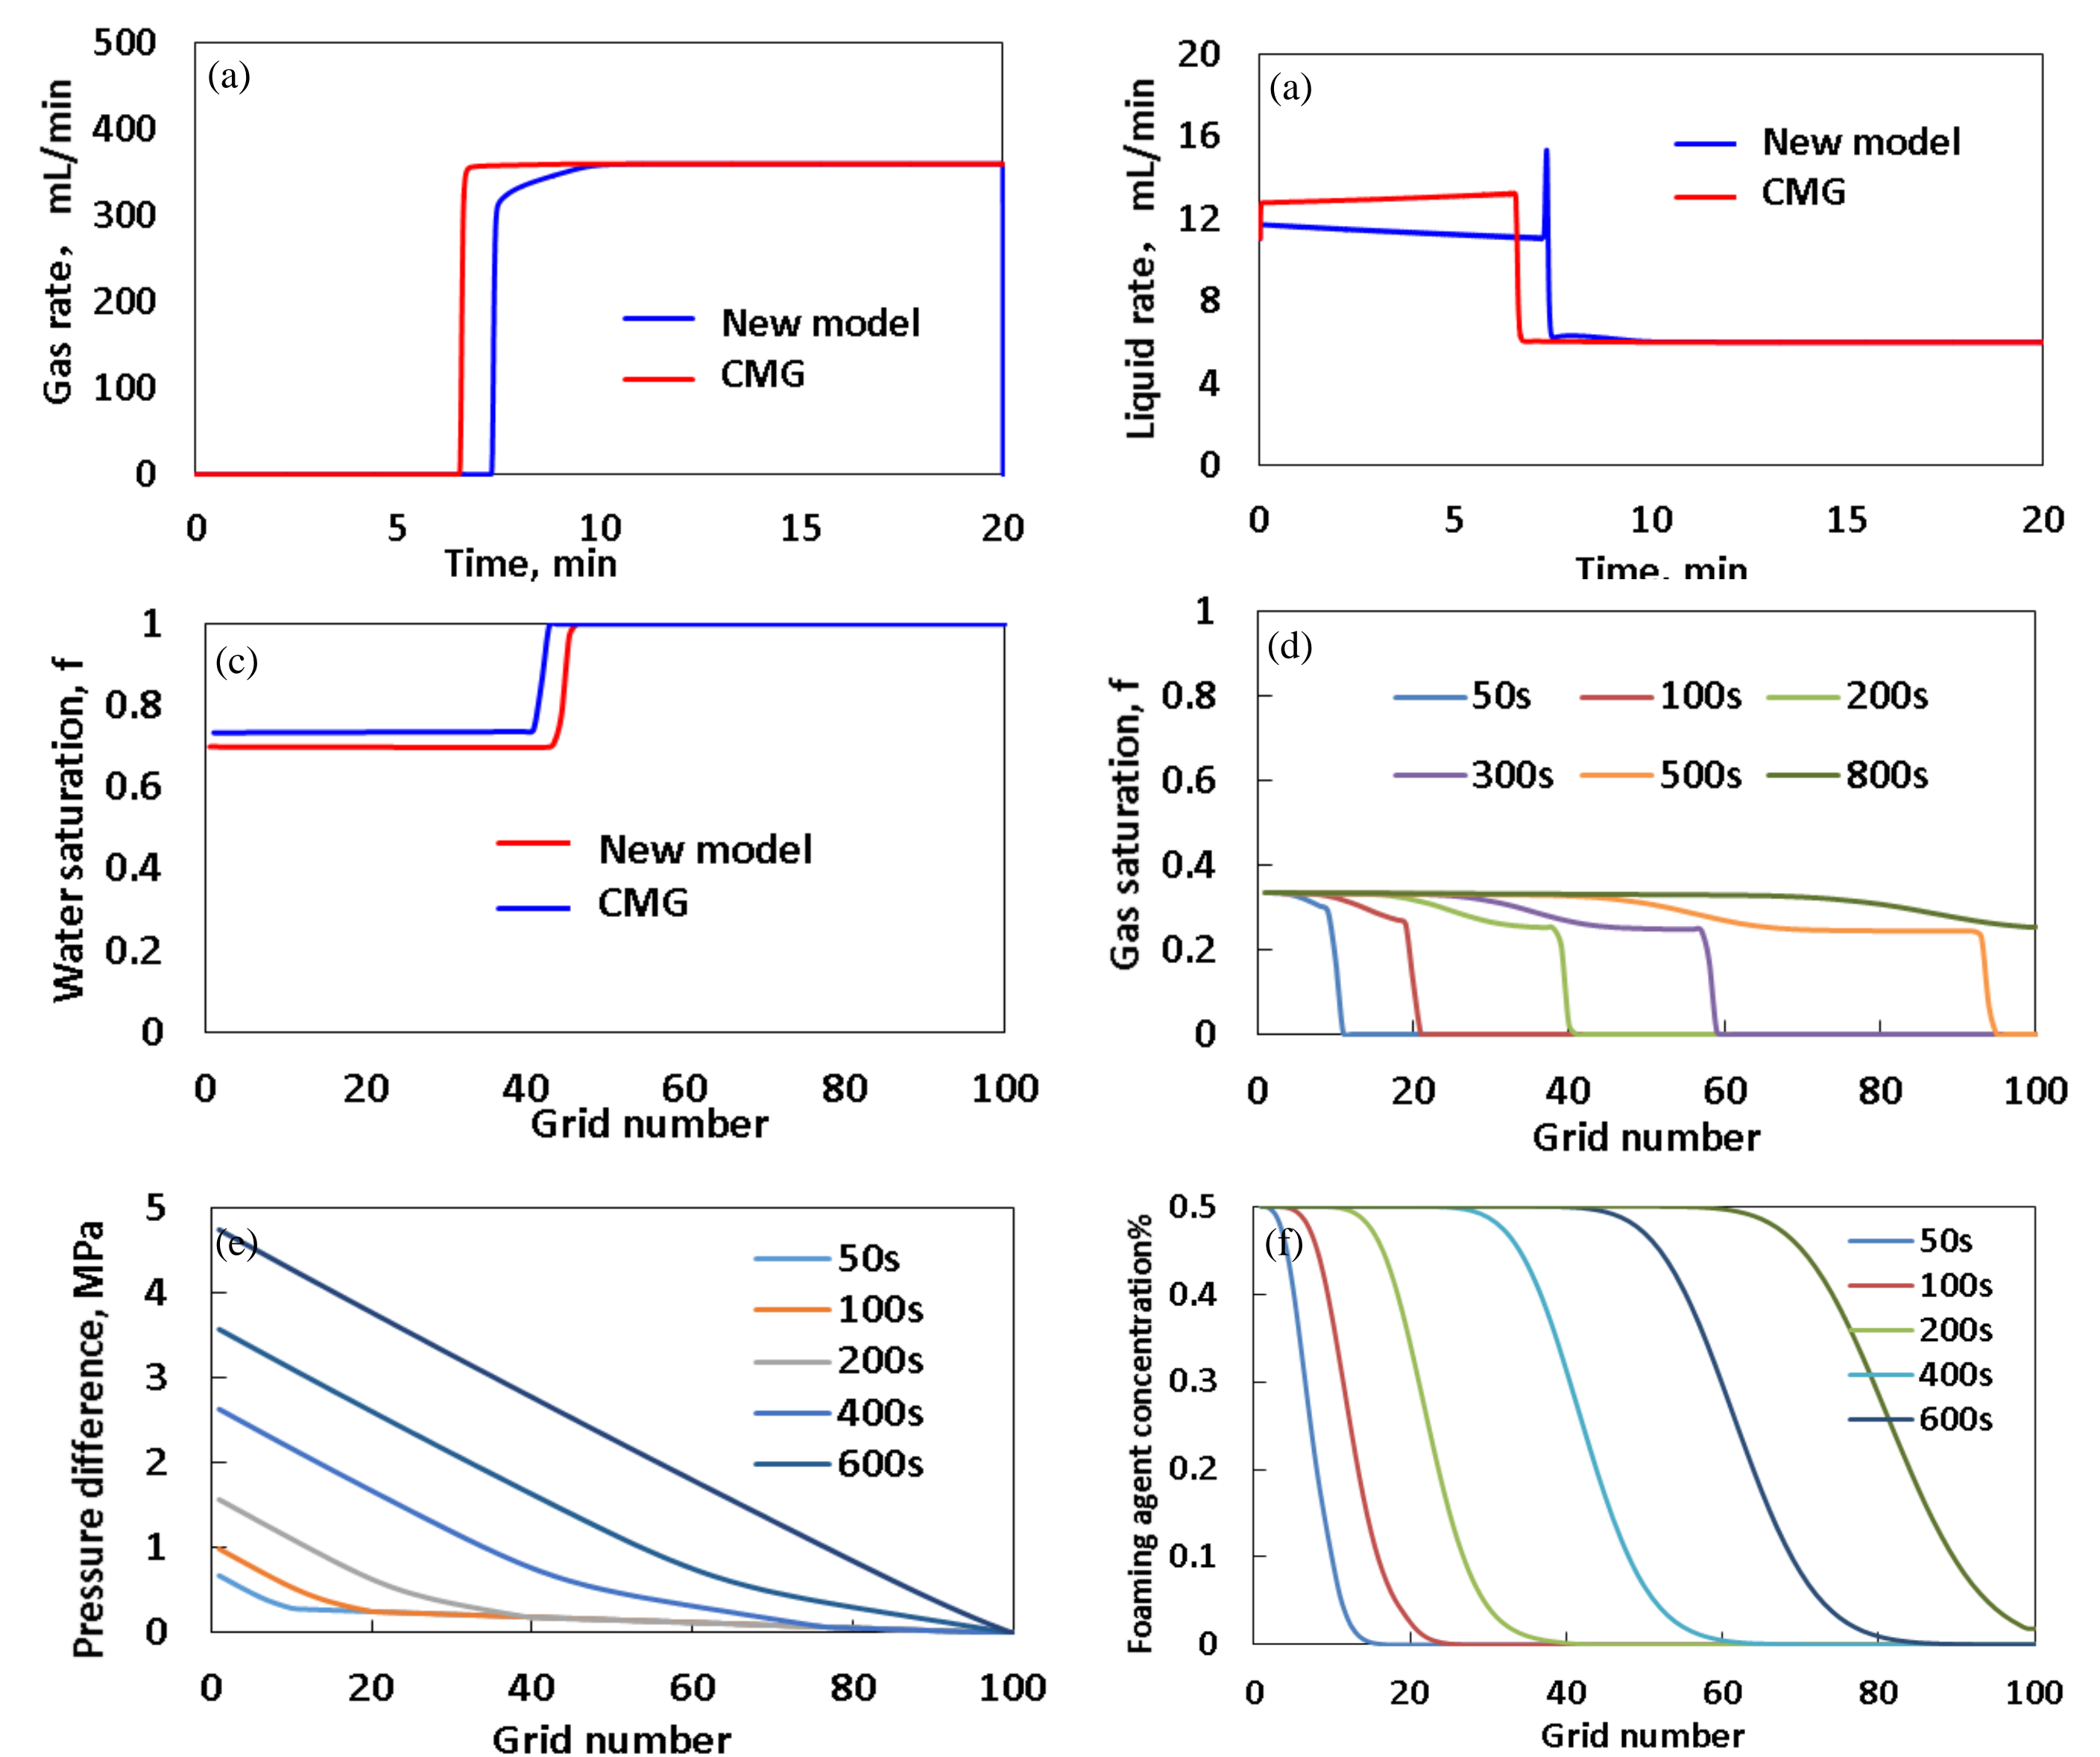 500
400
300
200
100
0
Gas rate, mL/min
(a)
New model
CMG
0 5 10 15 20
Time, min
20
16
12
8
4
0
Liquid rate, mL/min
(a)
New model
CMG
0 5 10 15 20
Time, min
1
0.8
0.6
0.4
0.2
0
Water saturation, f
(c)
New model
CMG
0 20 40 60 80 100
Grid number
1
0.8
0.6
0.4
0.2
0
Gas saturation, f
(d)
50s 100s 200s
300s 500s 800s
0 20 40 60 80 100
Grid number
5
4
3
2
1
0
Pressure difference, MPa
(e)
50s
100s
200s
400s
600s
0 20 40 60 80 100
Grid number
0.5
0.4
0.3
0.2
0.1
0
Foaming agent concentration%
(f)
50s
100s
200s
400s
600s
0 20 40 60 80 100
Grid number